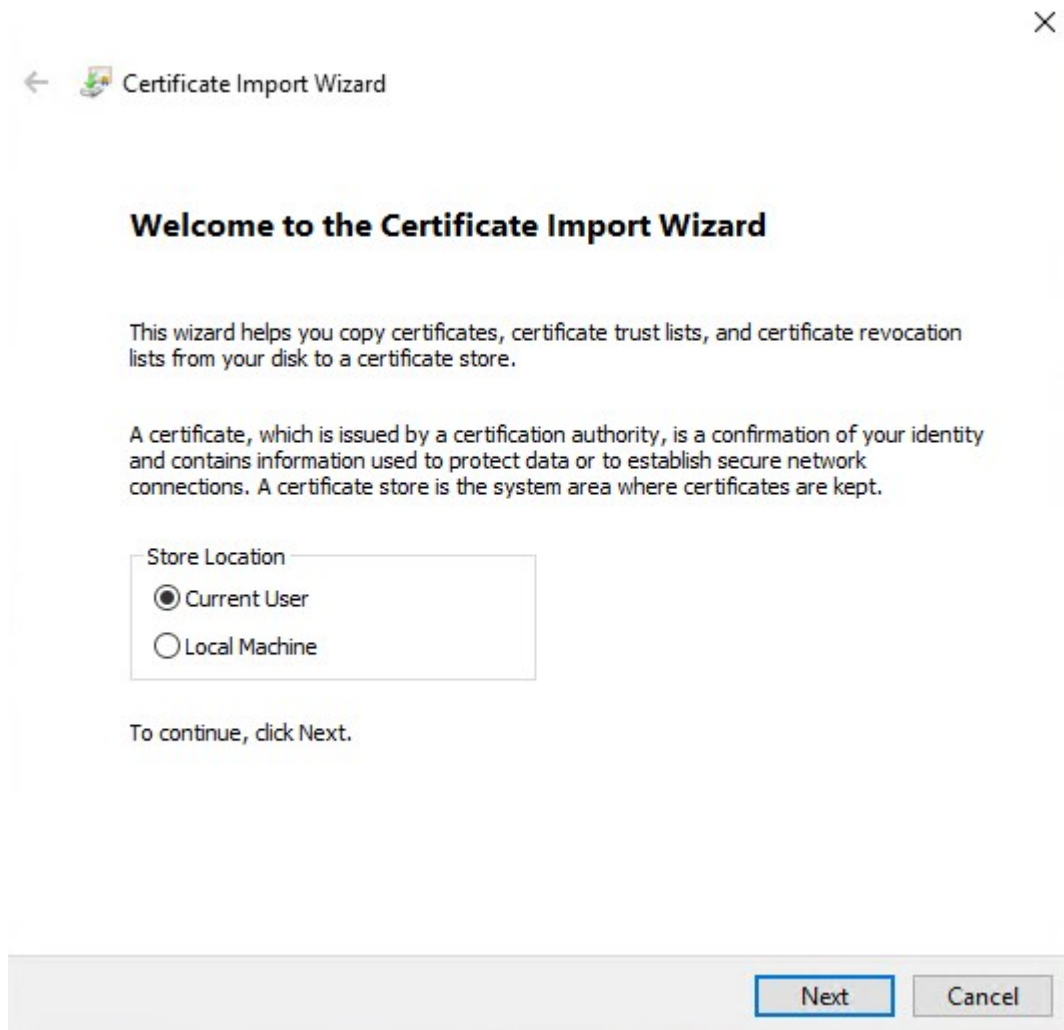 Certificate Import Wizard
Welcome to the Certificate Import Wizard
This wizard helps you copy certificates, certificate trust lists, and certificate revocation
lists from your disk to a certificate store.
A certificate, which is issued by a certification authority, is a confirmation of your identity
and contains information used to protect data or to establish secure network
connections. A certificate store is the system area where certificates are kept.
Store Location
Current User
Local Machine
To continue, click Next.
Next
Cancel